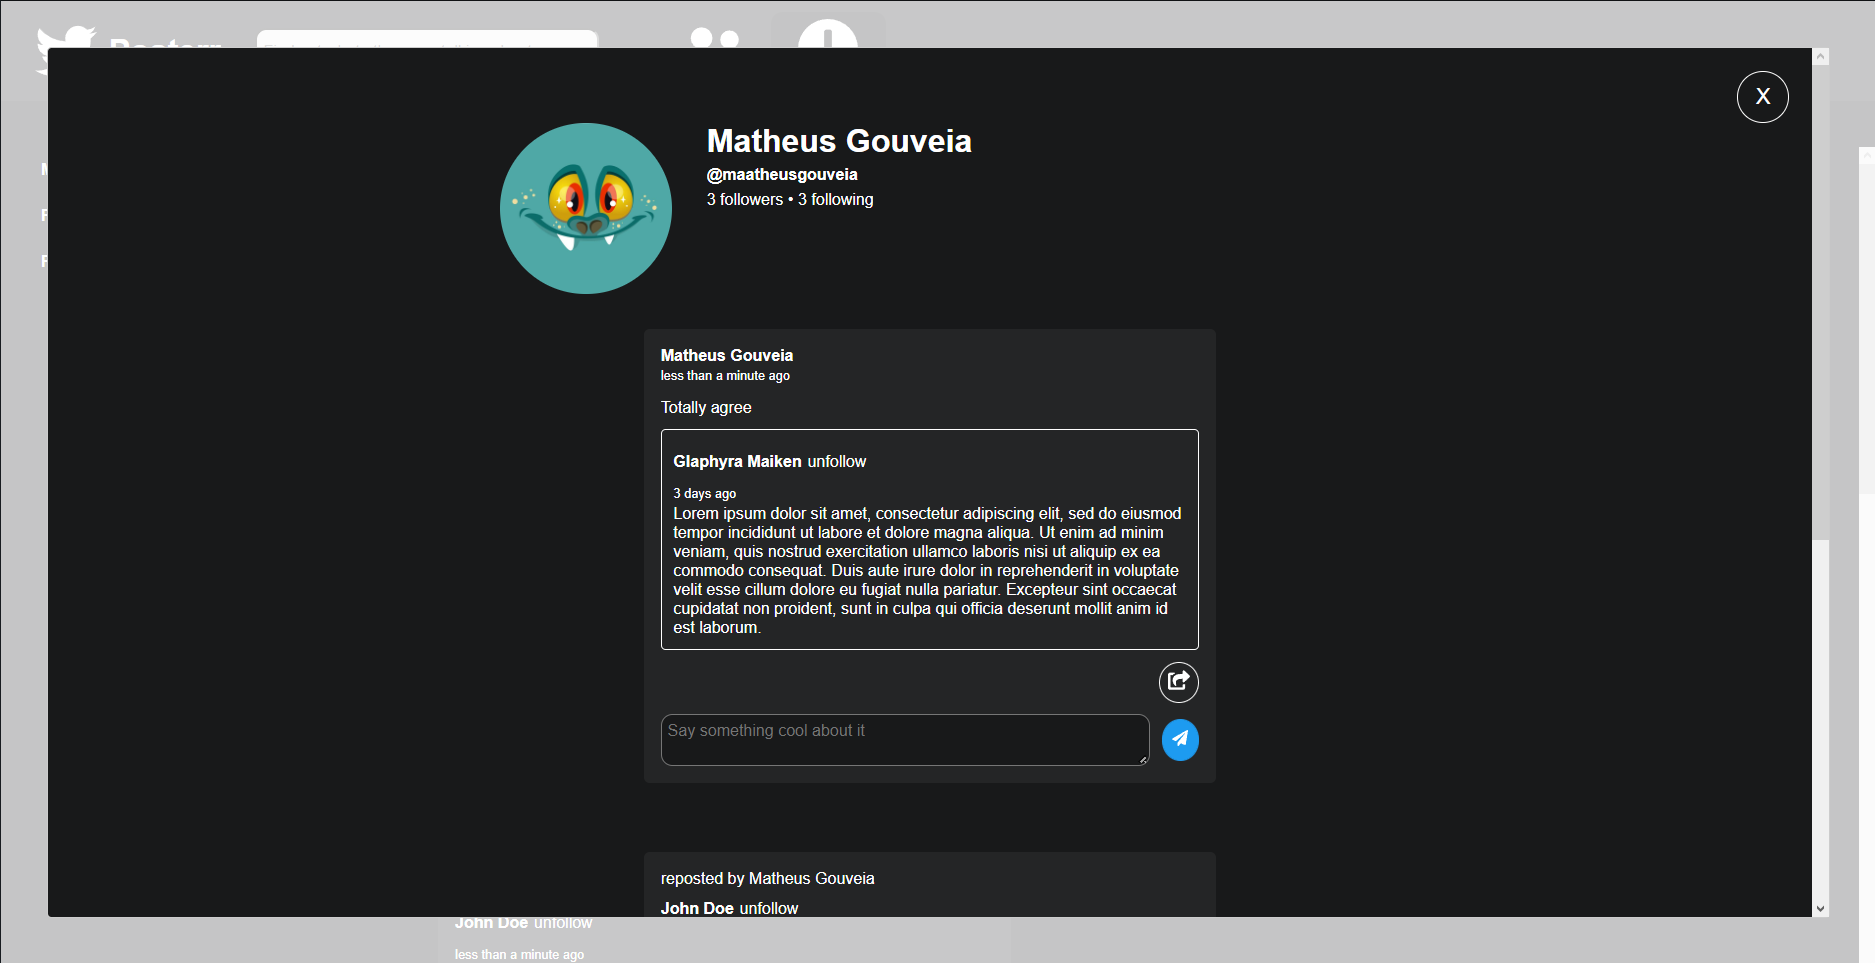 X
Matheus Gouveia
@maatheusgouveia
3 followers • 3 following
Matheus Gouveia
less than a minute ago
Totally agree
Glaphyra Maiken unfollow
3 days ago
Lorem ipsum dolor sit amet, consectetur adipiscing elit, sed do eiusmod
tempor incididunt ut labore et dolore magna aliqua. Ut enim ad minim
veniam, quis nostrud exercitation ullamco laboris nisi ut aliquip ex ea
commodo consequat. Duis aute irure dolor in reprehenderit in voluptate
velit esse cillum dolore eu fugiat nulla pariatur. Excepteur sint occaecat
cupidatat non proident, sunt in culpa qui officia deserunt mollit anim id
est laborum.
Say something cool about it
reposted by Matheus Gouveia
John Doe unfollow
John Doe unfollow
less than a minute ago